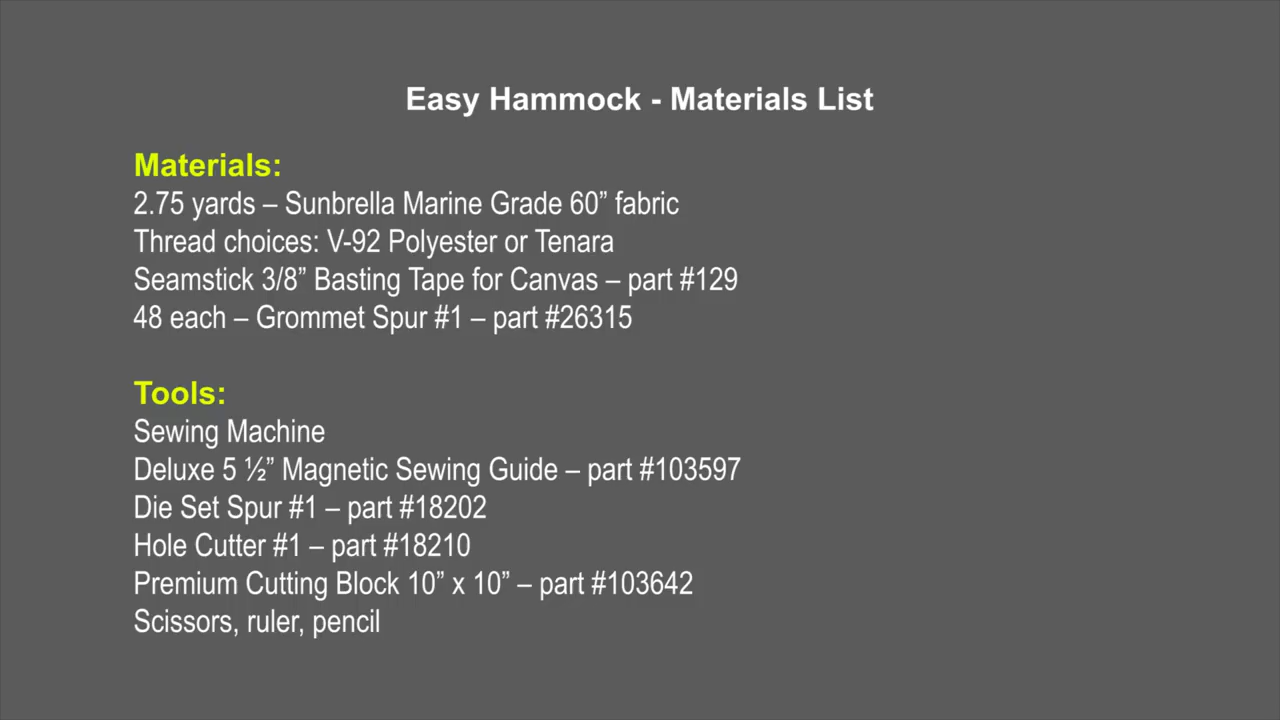 Easy Hammock - Materials List
Materials:
2.75 yards – Sunbrella Marine Grade 60” fabric
Thread choices: V-92 Polyester or Tenara
Seamstick 3/8” Basting Tape for Canvas – part #129
48 each – Grommet Spur #1 – part #26315
Tools:
Sewing Machine
Deluxe 5 ½” Magnetic Sewing Guide – part #103597
Die Set Spur #1 – part #18202
Hole Cutter #1 – part #18210
Premium Cutting Block 10” x 10” – part #103642
Scissors, ruler, pencil